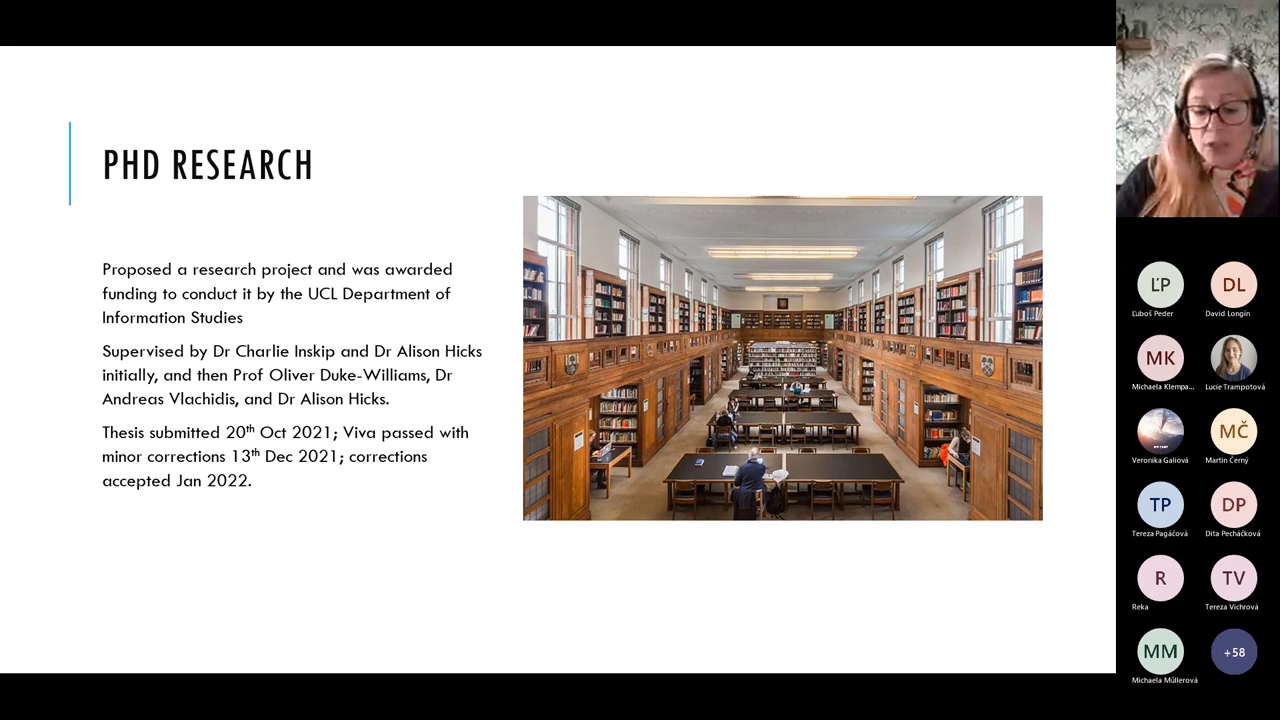 PHD RESEARCH
Proposed a research project and was awarded
funding to conduct it by the UCL Department of
Information Studies
Supervised by Dr Charlie Inskip and Dr Alison Hicks
initially, and then Prof Oliver Duke-Williams, Dr
Andreas Vlachidis, and Dr Alison Hicks.
Thesis submitted 20th Oct 2021; Viva passed with
minor corrections 13th Dec 2021; corrections
accepted Jan 2022.
ĽP
DL
Ľuboš Peder
David Longin
MK
Michaela Klempa...
Lucie Trampotová
MČ
Veronika Galiová
Martin Černý
TP
DP
Tereza Pagáčová
Dita Pecháčková
R
TV
Reka
Tereza Vichrová
MM
+58
Michaela Müllerová